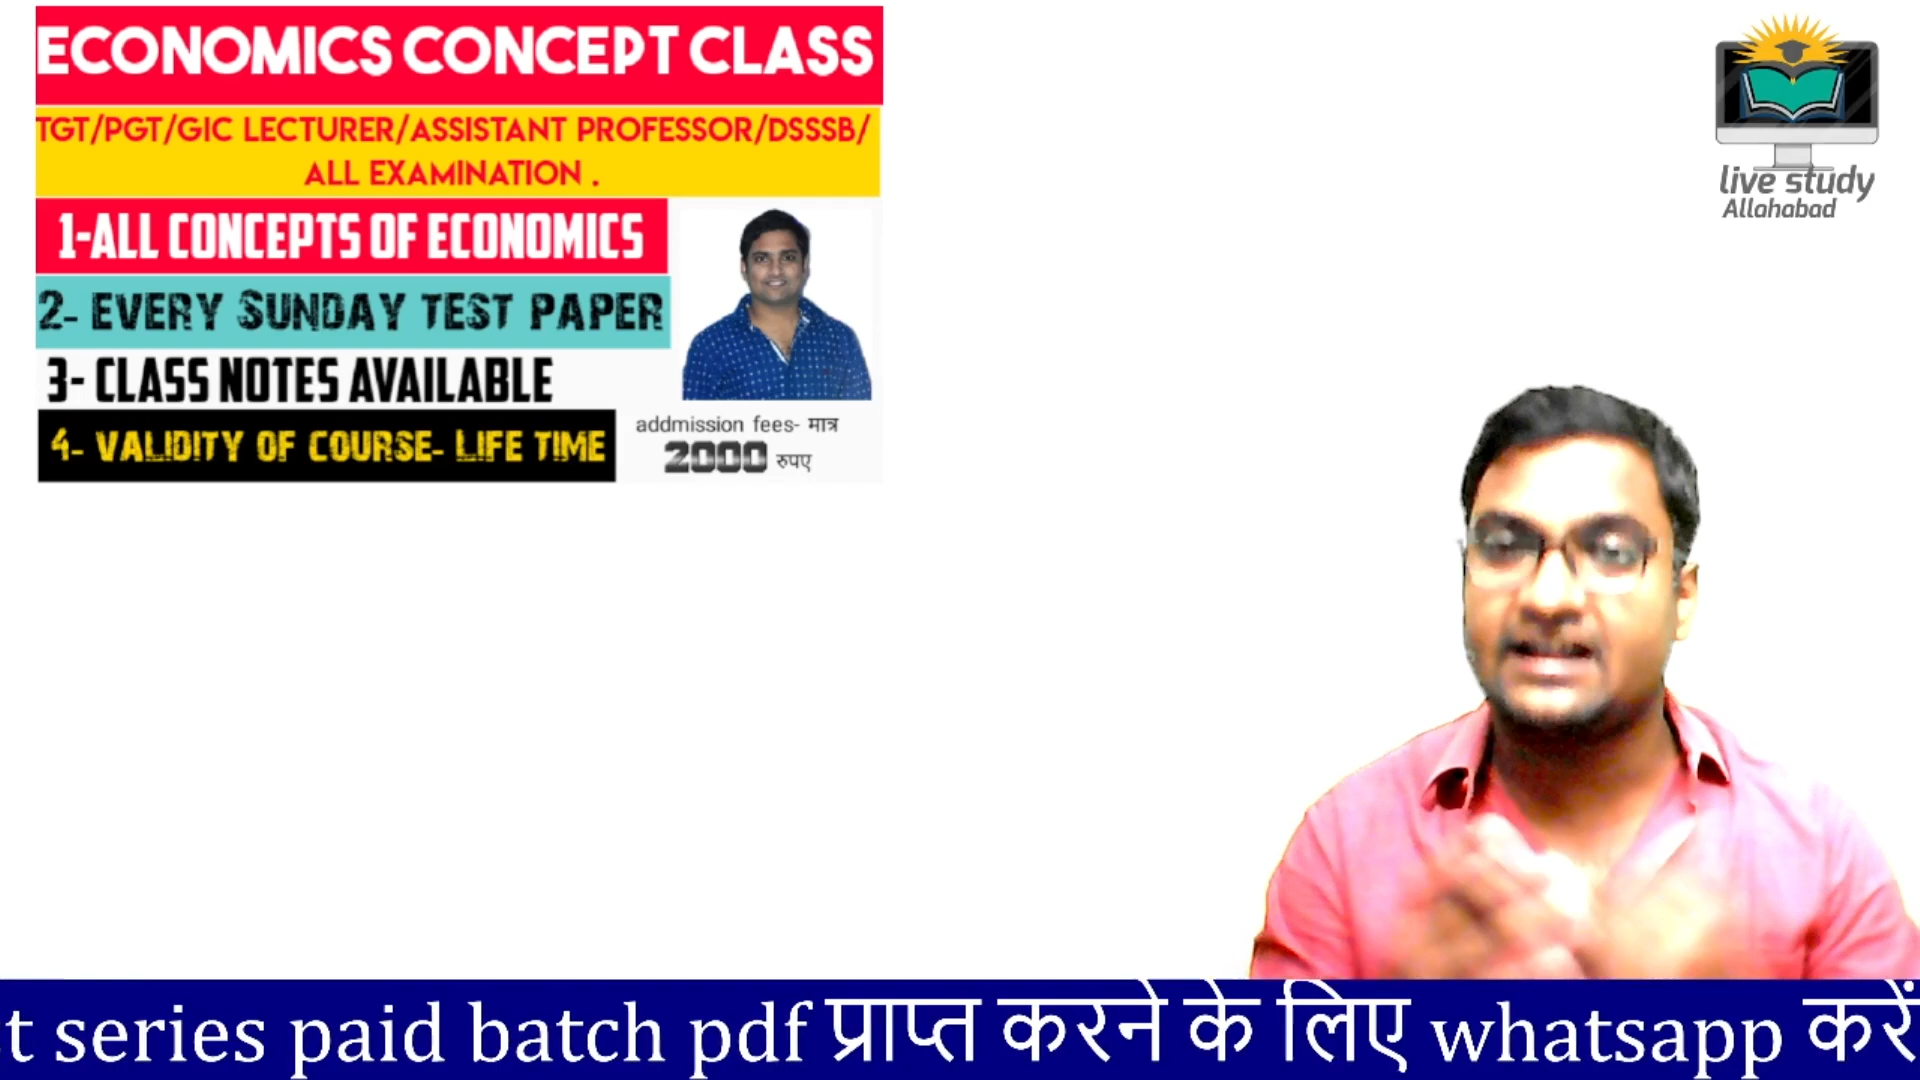 ECONOMICS CONCEPT CLASS
TGT/PGT/GIC LECTURER/ASSISTANT PROFESSOR/DSSSB/
ALL EXAMINATION .
1-ALL CONCEPTS OF ECONOMICS
2- EVERY SUNDAY TEST PAPER
3- CLASS NOTES AVAILABLE
4- VALIDITY OF COURSE- LIFE TIME
addmission fees- मात्र
2000 रुपए
live study
Allahabad
t series paid batch pdf प्राप्त करने के लिए whatsapp करें